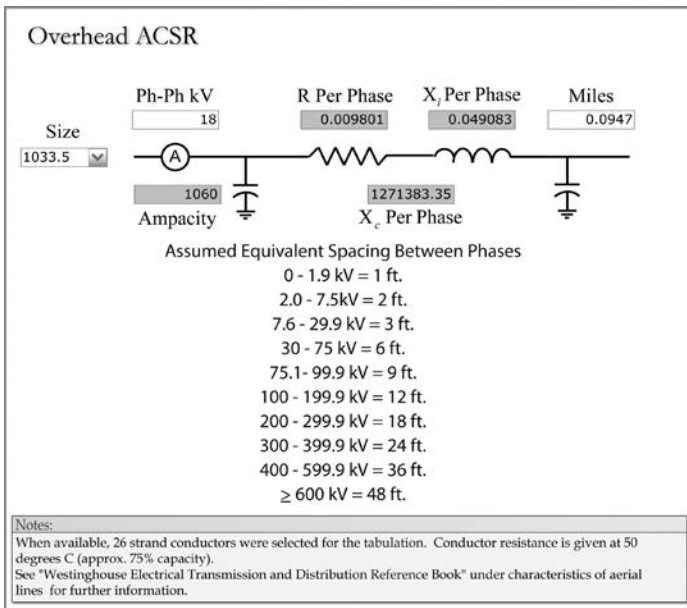 Overhead ACSR
Ph-Ph kV R Per Phase Xl Per Phase Miles
Size 18 0.009801 0.049083 0.0947
1033.5
A
1060 1271383.35
Ampacity Xc Per Phase
Assumed Equivalent Spacing Between Phases
0 - 1.9 kV = 1 ft.
2.0 - 7.5kV = 2 ft.
7.6 - 29.9 kV = 3 ft.
30 - 75 kV = 6 ft.
75.1- 99.9 kV = 9 ft.
100 - 199.9 kV = 12 ft.
200 - 299.9 kV = 18 ft.
300 - 399.9 kV = 24 ft.
400 - 599.9 kV = 36 ft.
≥ 600 kV = 48 ft.
Notes:
When available, 26 strand conductors were selected for the tabulation. Conductor resistance is given at 50
degrees C (approx. 75% capacity).
See "Westinghouse Electrical Transmission and Distribution Reference Book" under characteristics of aerial
lines for further information.